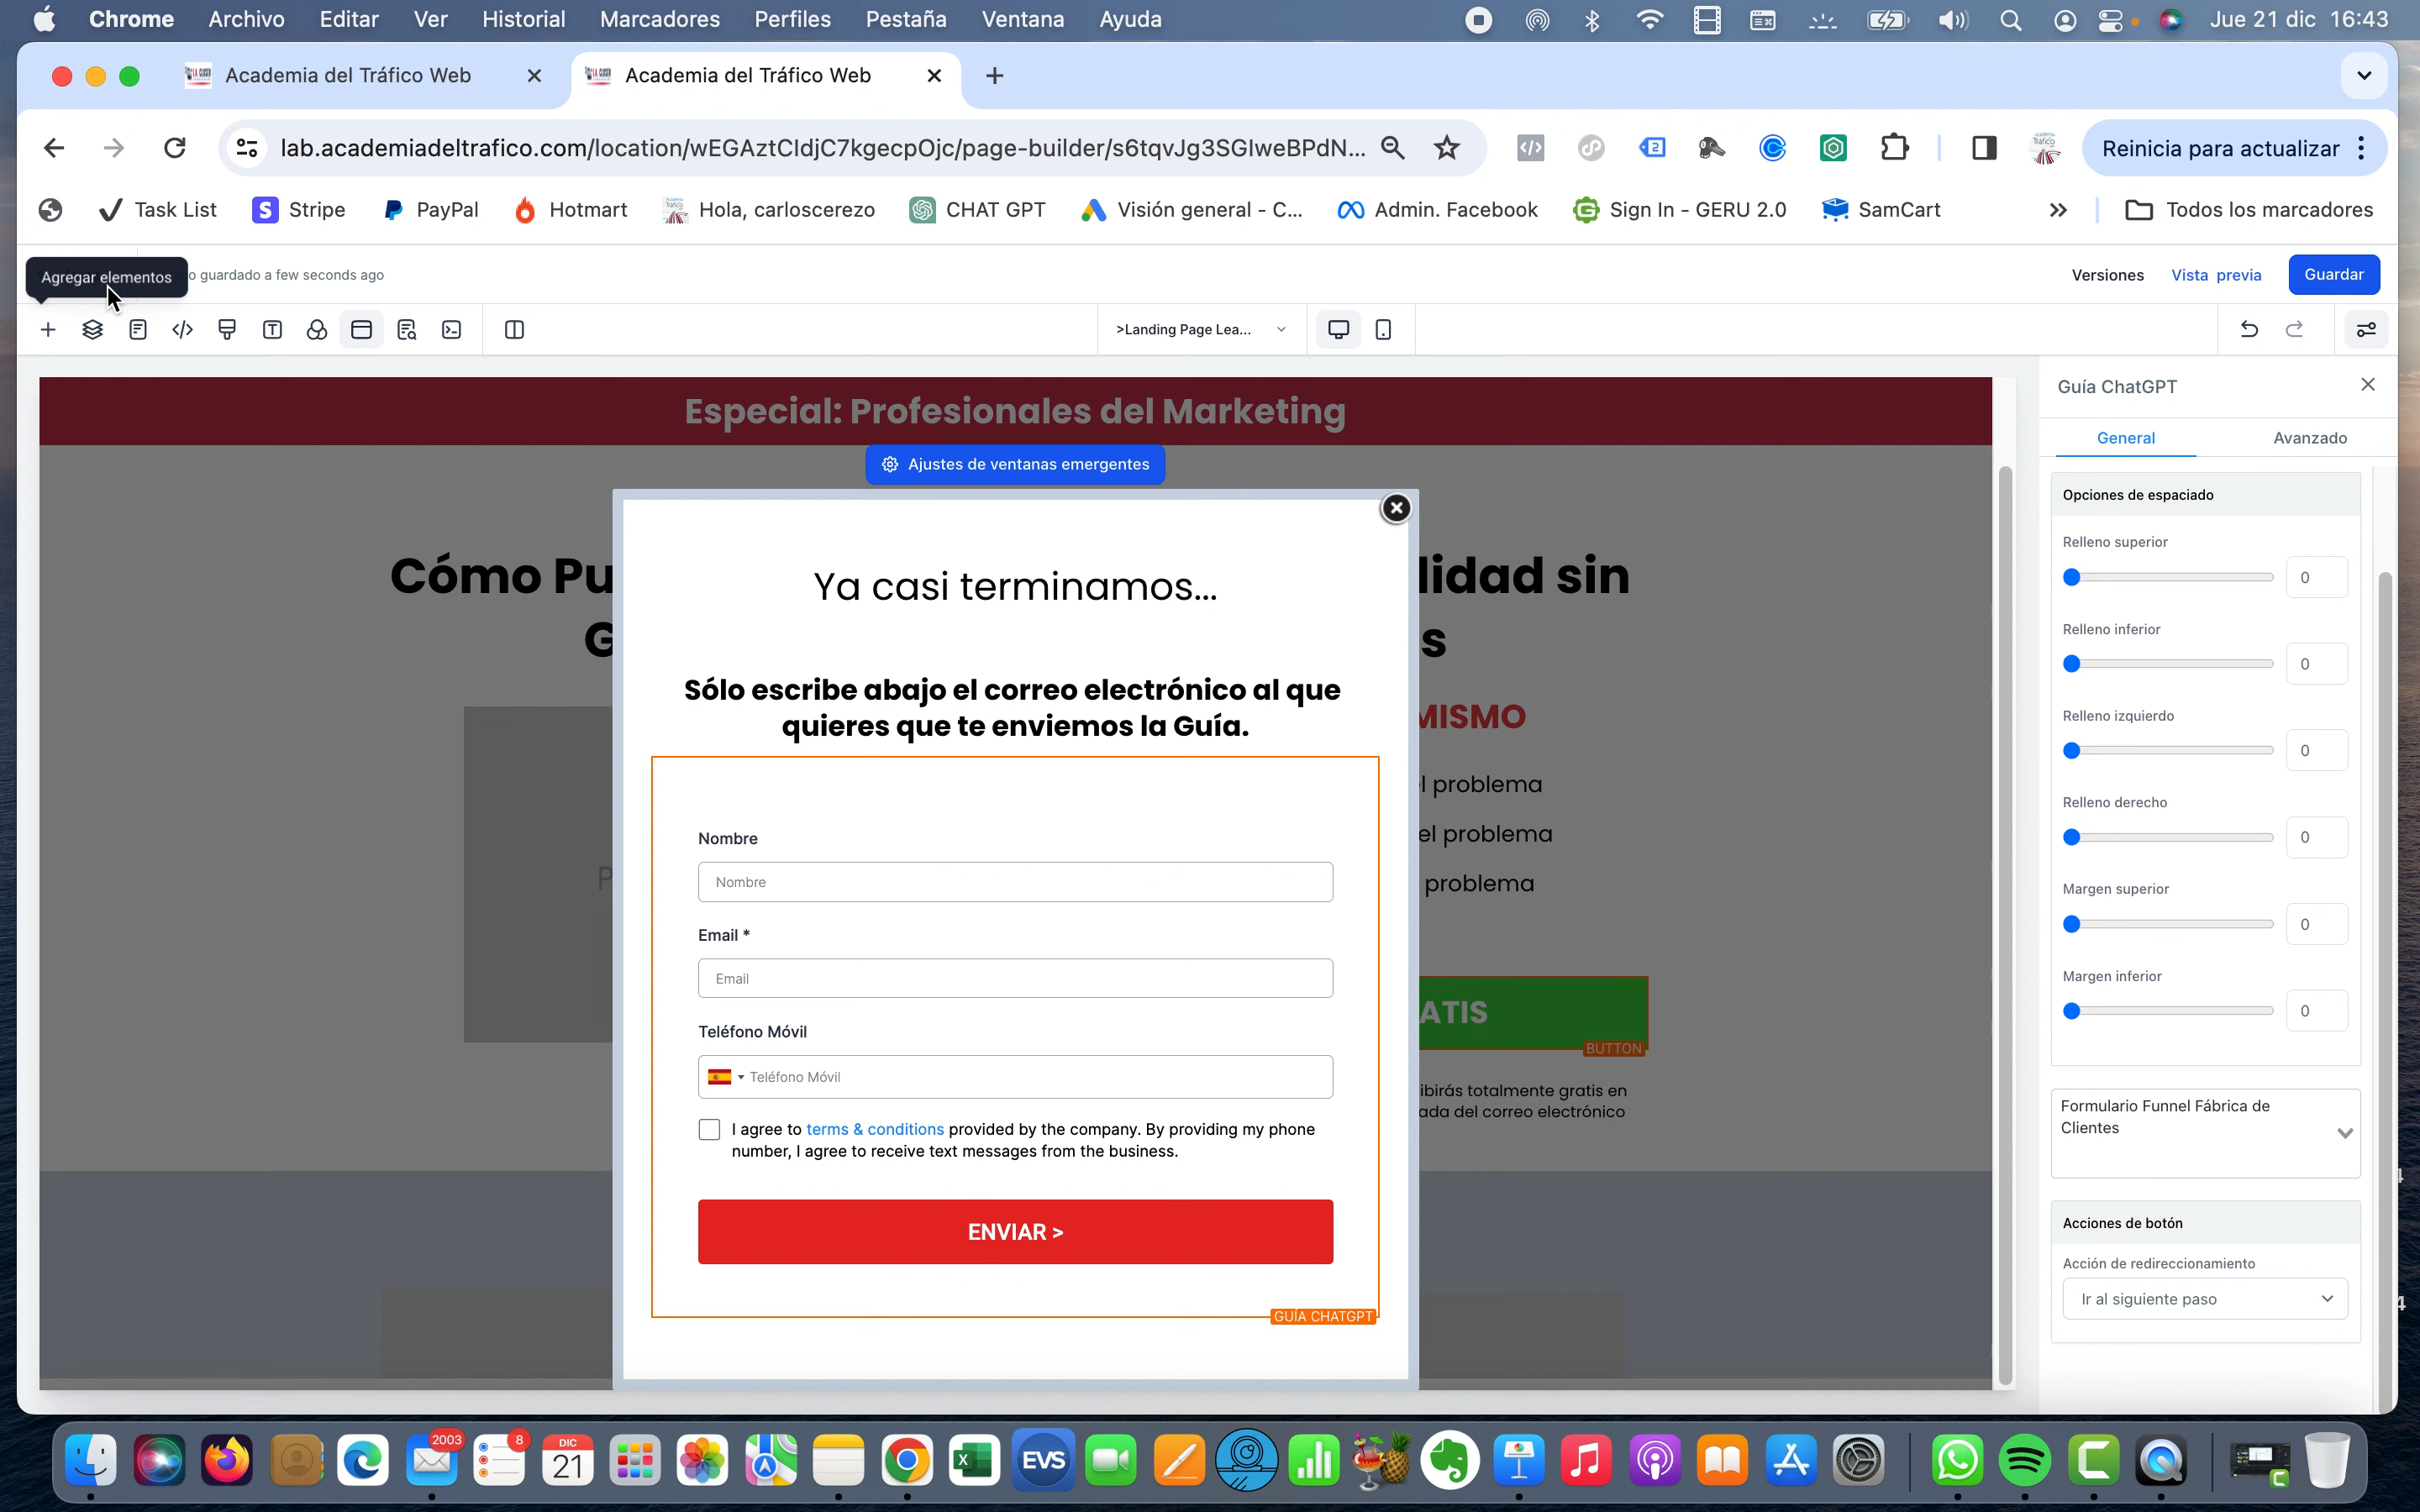 Chrome Archivo Editar Ver Historial Marcadores Perfiles Pestaña Ventana Ayuda Jue 21 dic 16:43
Academia del Tráfico Web Academia del Tráfico Web
lab.academiadeltrafico.com/location/wEGAztCIdjC7kgecpOjc/page-builder/s6tqvJg3SGlweBPdN... Reinicia para actualizar
Task List Stripe PayPal Hotmart Hola, carloscerezo CHAT GPT Visión general - C... Admin. Facebook Sign In - GERU 2.0 SamCart » Todos los marcadores
Agregar elementos o guardado a few seconds ago Versiones Vista previa Guardar
>Landing Page Lea...
Guía ChatGPT
General Avanzado
Opciones de espaciado
Relleno superior
0
Relleno inferior
0
Relleno izquierdo
0
Relleno derecho
0
Margen superior
0
Margen inferior
0
Formulario Funnel Fábrica de
Clientes
Acciones de botón
Acción de redireccionamiento
Ir al siguiente paso
Especial: Profesionales del Marketing
Ajustes de ventanas emergentes
Cómo Pu lidad sin
G s
MISMO
l problema
el problema
problema
P
ATIS
BUTTON
ibirás totalmente gratis en
ada del correo electrónico
Ya casi terminamos...
Sólo escribe abajo el correo electrónico al que
quieres que te enviemos la Guía.
Nombre
Nombre
Email *
Email
Teléfono Móvil
Teléfono Móvil
I agree to terms & conditions provided by the company. By providing my phone
number, I agree to receive text messages from the business.
ENVIAR >
GUÍA CHATGPT
2003 8 DIC
21 EVS